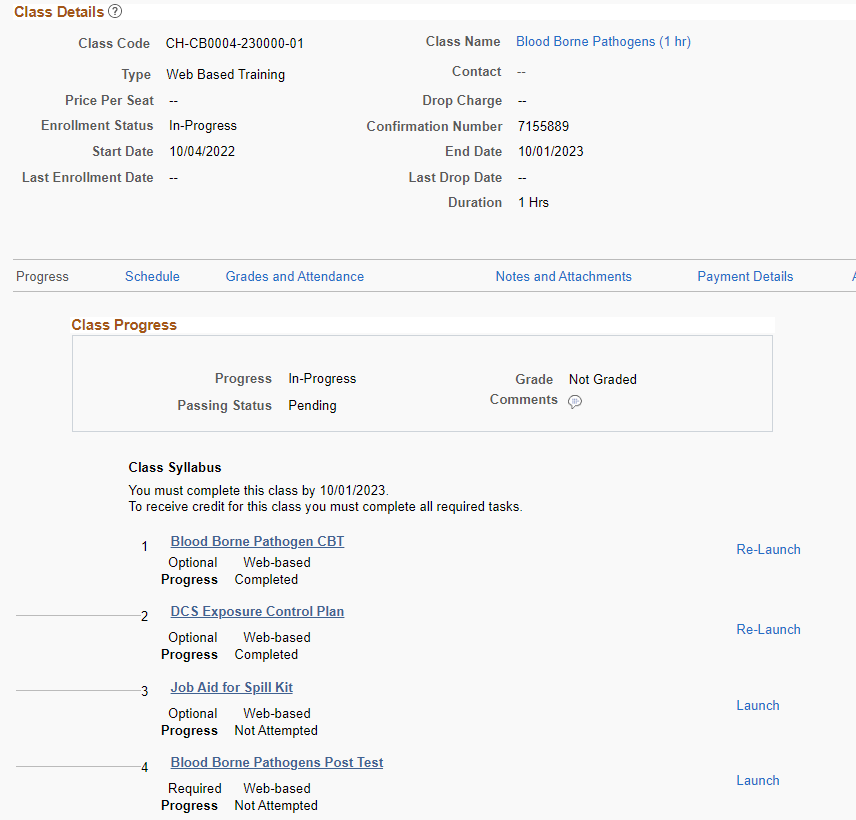 Class Details ?
Class Code CH-CB0004-230000-01 Class Name Blood Borne Pathogens (1 hr)
Type Web Based Training Contact --
Price Per Seat -- Drop Charge --
Enrollment Status In-Progress Confirmation Number 7155889
Start Date 10/04/2022 End Date 10/01/2023
Last Enrollment Date -- Last Drop Date --
Duration 1 Hrs
Progress Schedule Grades and Attendance Notes and Attachments Payment Details
Class Progress
Progress In-Progress Grade Not Graded
Passing Status Pending Comments
Class Syllabus
You must complete this class by 10/01/2023.
To receive credit for this class you must complete all required tasks.
1 Blood Borne Pathogen CBT Re-Launch
Optional Web-based
Progress Completed
2 DCS Exposure Control Plan Re-Launch
Optional Web-based
Progress Completed
3 Job Aid for Spill Kit Launch
Optional Web-based
Progress Not Attempted
4 Blood Borne Pathogens Post Test Launch
Required Web-based
Progress Not Attempted